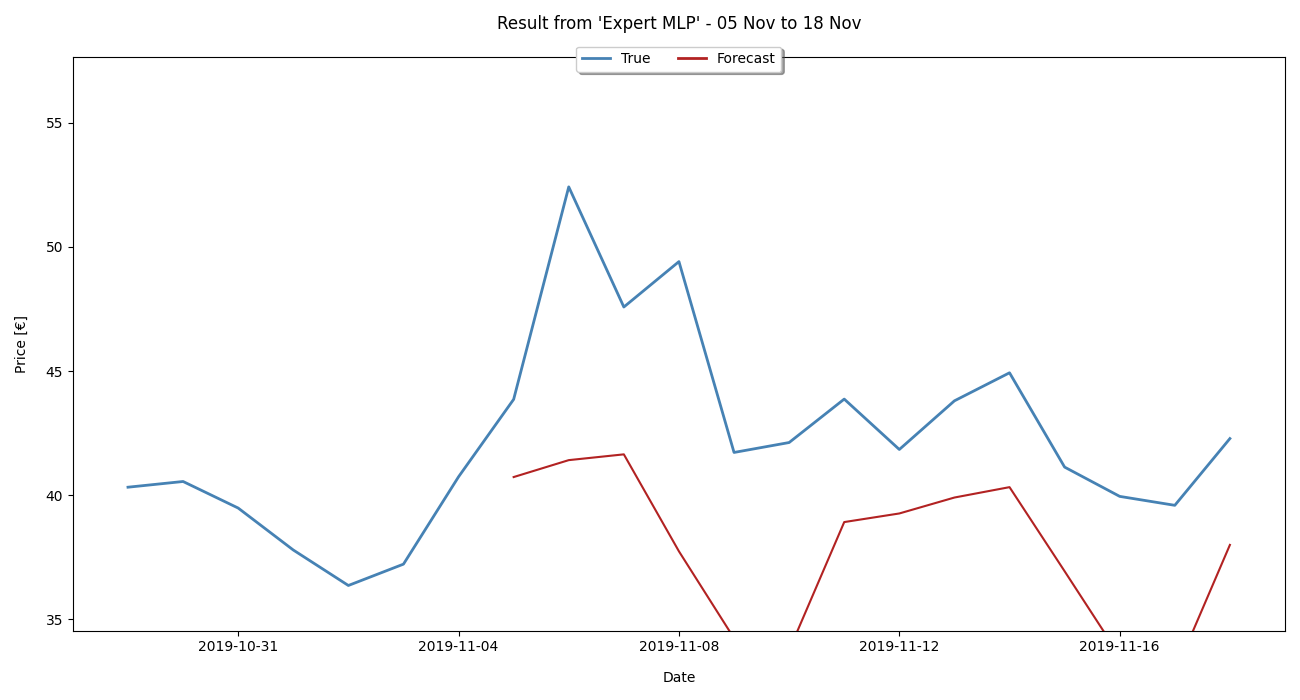 Result from 'Expert MLP' - 05 Nov to 18 Nov
True Forecast
55
50
45
40
35
Price [€]
2019-10-31 2019-11-04 2019-11-08 2019-11-12 2019-11-16
Date